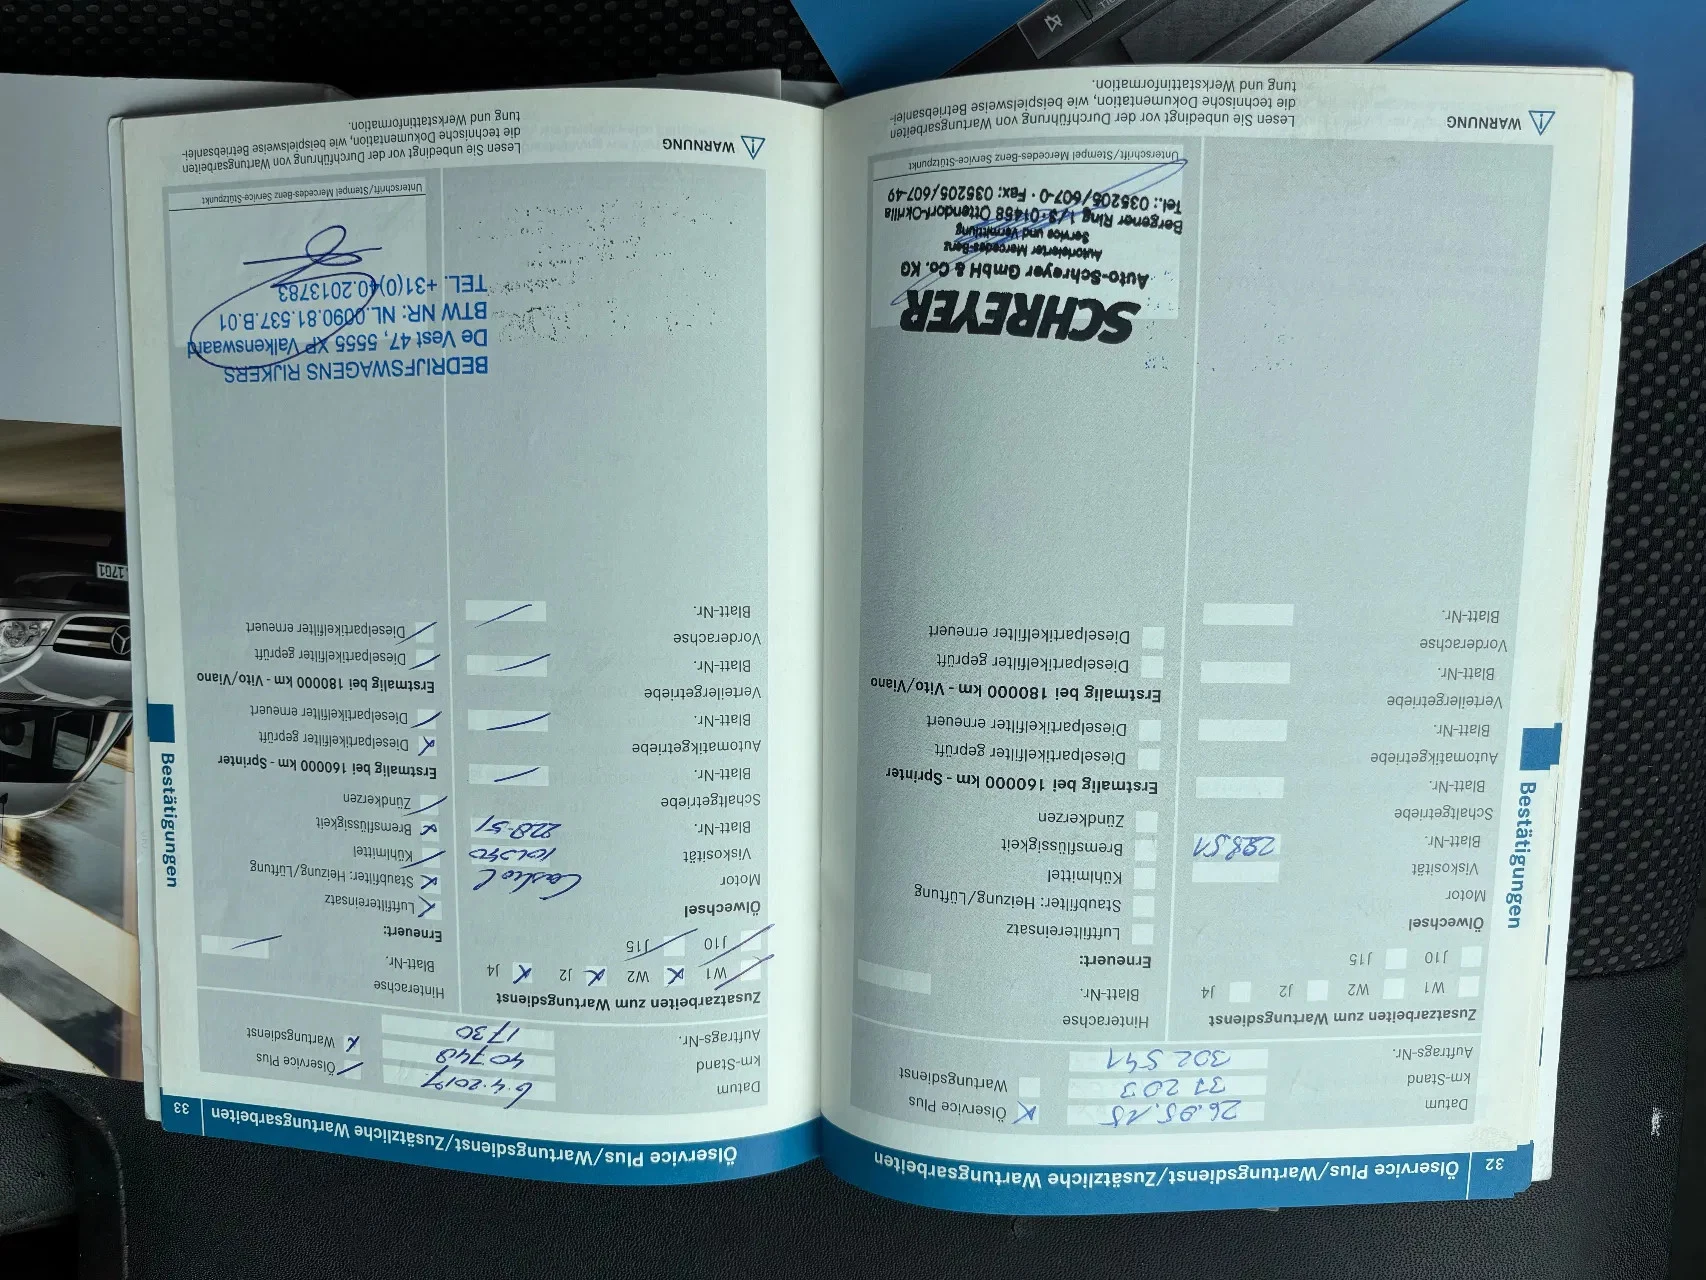 32 Ölservice Plus/Wartungsdienst/Zusätzliche Wartungsarbeiten
Datum 26.05.15
km-Stand 31203
Auftrags-Nr. 302541
Ölservice Plus
Wartungsdienst
Zusatzarbeiten zum Wartungsdienst
W1 W2 J2 J4
J10 J15
Ölwechsel
Motor
Viskosität
Blatt-Nr. 229.51
Schaltgetriebe
Blatt-Nr.
Automatikgetriebe
Blatt-Nr.
Verteilergetriebe
Blatt-Nr.
Vorderachse
Blatt-Nr.
Hinterachse
Blatt-Nr.
Erneuert:
Luftfiltereinsatz
Staubfilter: Heizung/Lüftung
Kühlmittel
Bremsflüssigkeit
Zündkerzen
Erstmalig bei 160000 km - Sprinter
Dieselpartikelfilter geprüft
Dieselpartikelfilter erneuert
Erstmalig bei 180000 km - Vito/Viano
Dieselpartikelfilter geprüft
Dieselpartikelfilter erneuert
SCHREYER
Auto-Schreyer GmbH & Co. KG
Autorisierter Mercedes-Benz
Service und Vermittlung
Bergener Ring 1/3 · 01458 Ottendorf-Okrilla
Tel.: 035205/607-0 · Fax: 035205/607-49
Unterschrift/Stempel Mercedes-Benz Service-Stützpunkt
WARNUNG
Lesen Sie unbedingt vor der Durchführung von Wartungsarbeiten
die technische Dokumentation, wie beispielsweise Betriebsanlei-
tung und Werkstattinformation.
Bestätigungen
Ölservice Plus/Wartungsdienst/Zusätzliche Wartungsarbeiten 33
Datum 6.4.2017
km-Stand 40748
Auftrags-Nr. 1730
Ölservice Plus
Wartungsdienst
Zusatzarbeiten zum Wartungsdienst
W1 W2 J2 J4
J10 J15
Ölwechsel
Motor Castrol
Viskosität
Blatt-Nr.
Schaltgetriebe
Blatt-Nr.
Automatikgetriebe
Blatt-Nr.
Verteilergetriebe
Blatt-Nr.
Vorderachse
Blatt-Nr.
Hinterachse
Blatt-Nr.
Erneuert:
Luftfiltereinsatz
Staubfilter: Heizung/Lüftung
Kühlmittel
Bremsflüssigkeit
Zündkerzen
Erstmalig bei 160000 km - Sprinter
Dieselpartikelfilter geprüft
Dieselpartikelfilter erneuert
Erstmalig bei 180000 km - Vito/Viano
Dieselpartikelfilter geprüft
Dieselpartikelfilter erneuert
BEDRIJFSWAGENS RIJKERS
De Vest 47, 5555 XP Valkenswaard
BTW NR: NL.0090.81.537.B.01
TEL. +31(0)40.2013783
Unterschrift/Stempel Mercedes-Benz Service-Stützpunkt
WARNUNG
Lesen Sie unbedingt vor der Durchführung von Wartungsarbeiten
die technische Dokumentation, wie beispielsweise Betriebsanlei-
tung und Werkstattinformation.
Bestätigungen